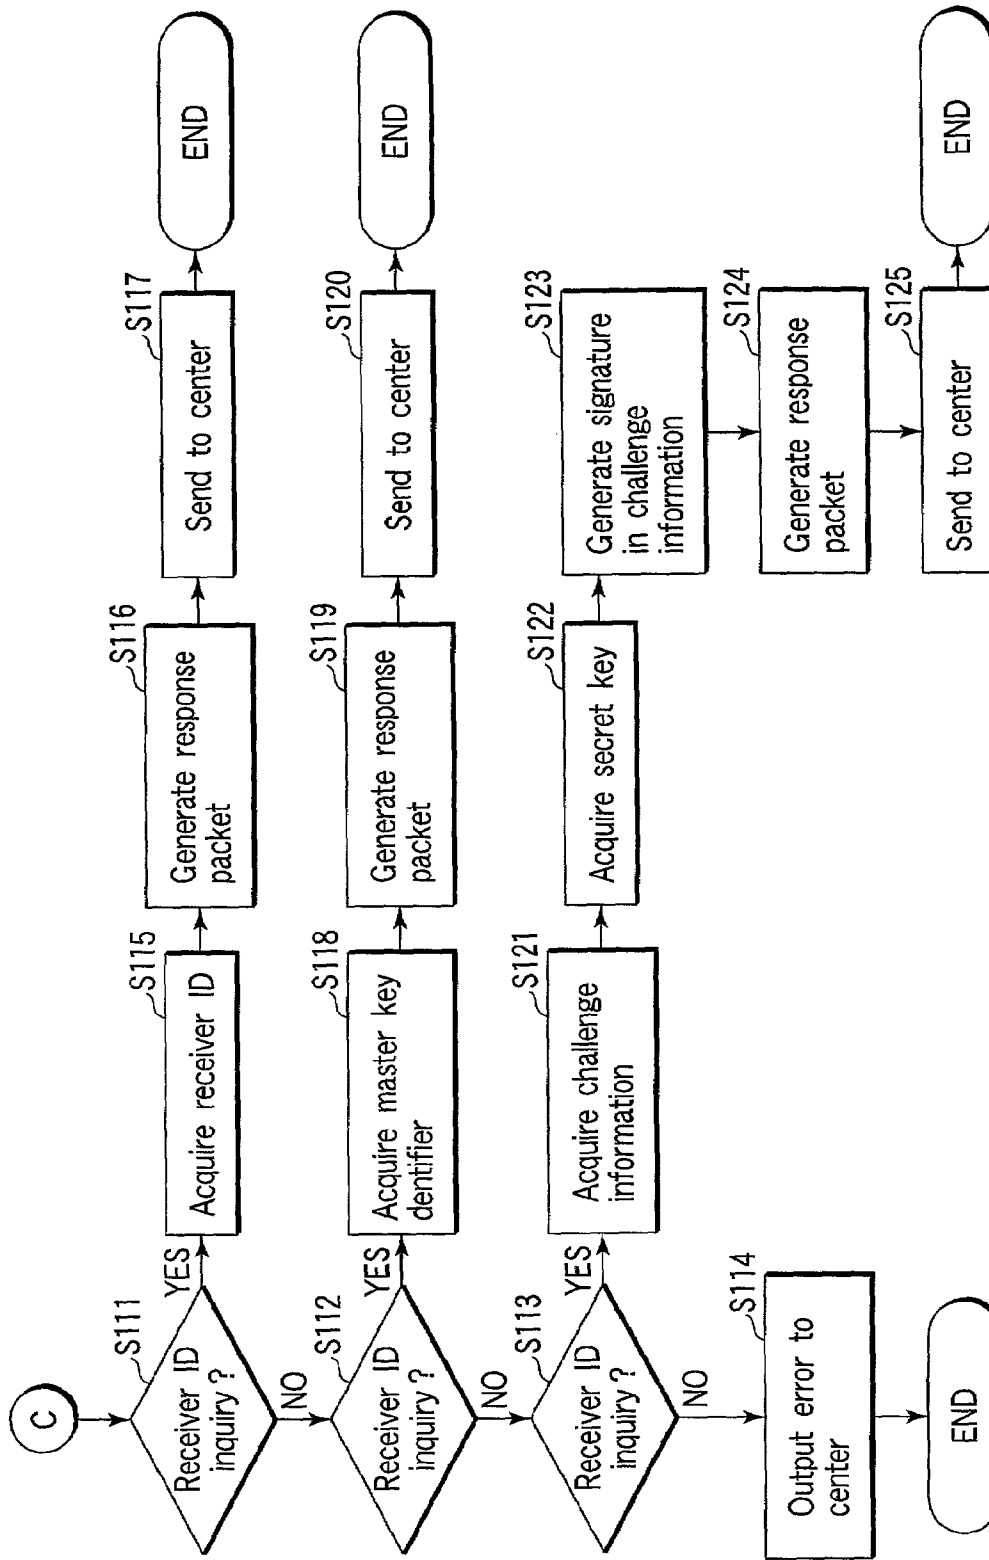 C
S111
Receiver ID
inquiry ?
YES
NO
S115
Acquire receiver ID
S116
Generate response
packet
S117
Send to center
END
S112
Receiver ID
inquiry ?
YES
NO
S118
Acquire master key
dentifier
S119
Generate response
packet
S120
Send to center
END
S113
Receiver ID
inquiry ?
YES
NO
S121
Acquire challenge
information
S122
Acquire secret key
S123
Generate signature
in challenge
information
S124
Generate response
packet
S125
Send to center
END
S114
Output error to
center
END